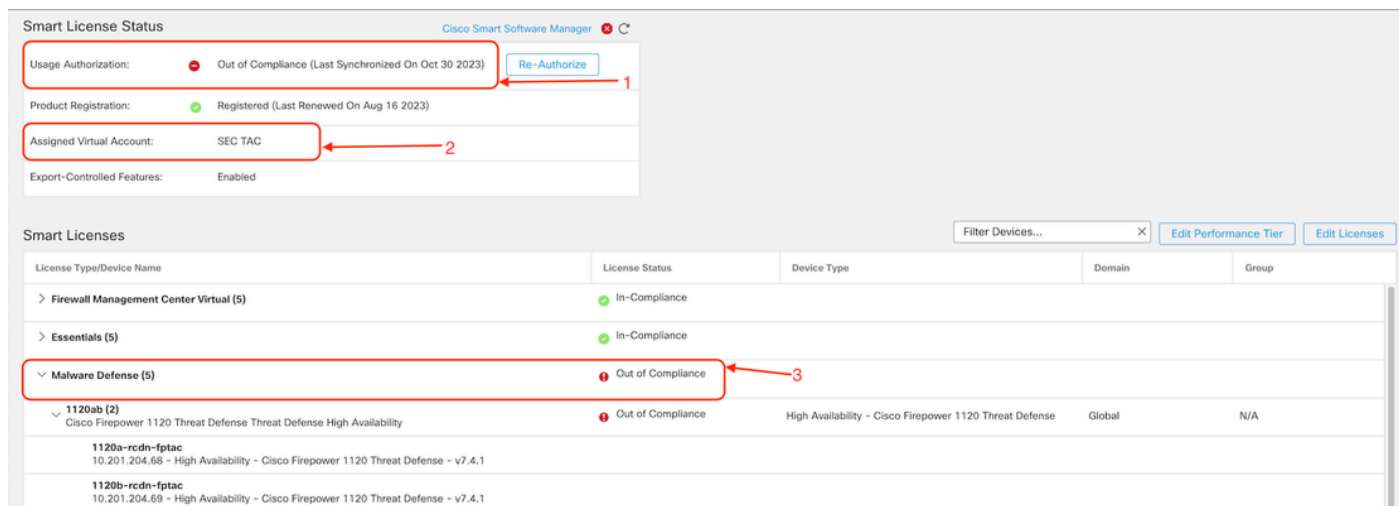 Smart License Status
Cisco Smart Software Manager
Usage Authorization: Out of Compliance (Last Synchronized On Oct 30 2023) Re-Authorize
1
Product Registration: Registered (Last Renewed On Aug 16 2023)
Assigned Virtual Account: SEC TAC
2
Export-Controlled Features: Enabled
Smart Licenses
Filter Devices... Edit Performance Tier Edit Licenses
License Type/Device Name License Status Device Type Domain Group
Firewall Management Center Virtual (5) In-Compliance
Essentials (5) In-Compliance
Malware Defense (5) Out of Compliance
3
1120ab (2) Out of Compliance High Availability - Cisco Firepower 1120 Threat Defense Global N/A
Cisco Firepower 1120 Threat Defense Threat Defense High Availability
1120a-rcdn-fptac
10.201.204.68 - High Availability - Cisco Firepower 1120 Threat Defense - v7.4.1
1120b-rcdn-fptac
10.201.204.69 - High Availability - Cisco Firepower 1120 Threat Defense - v7.4.1